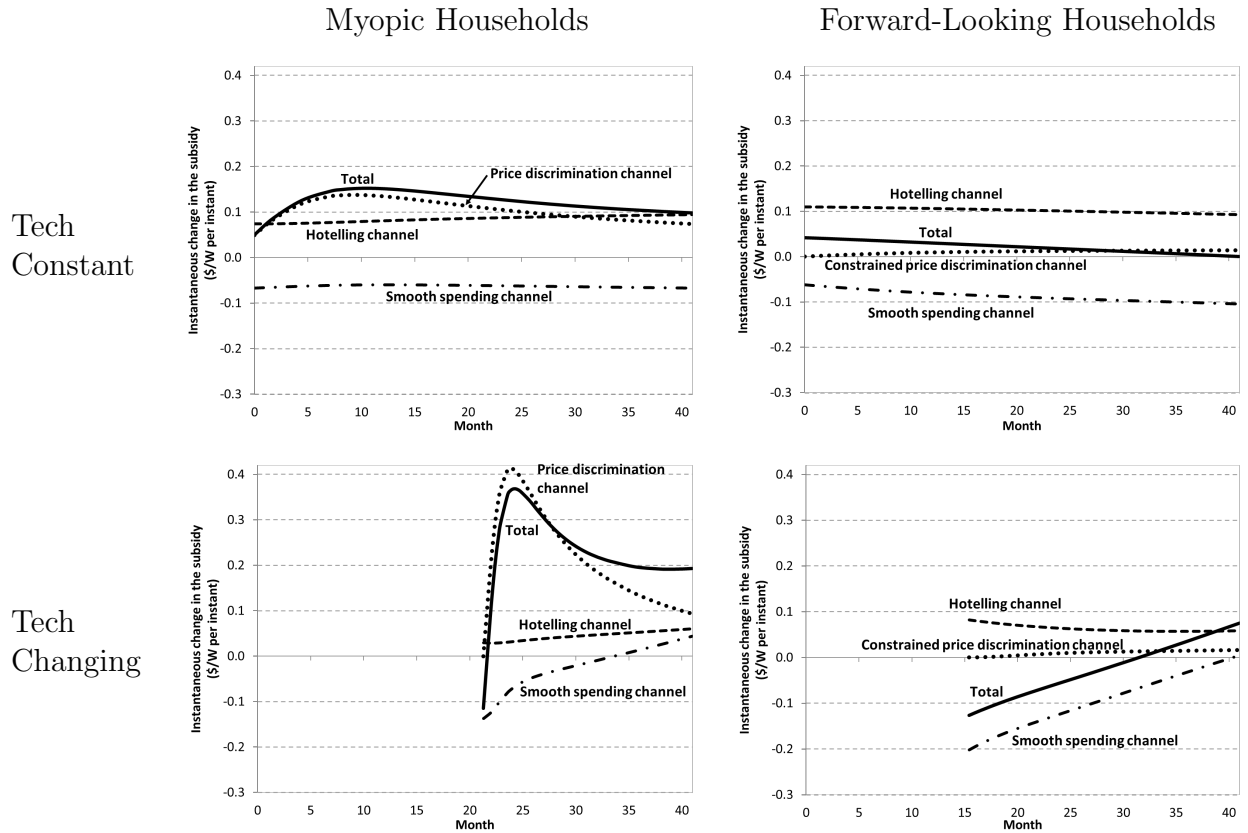 Myopic Households
Forward-Looking Households
Tech
Constant
Instantaneous change in the subsidy
($/W per instant)
0.4
0.3
0.2
0.1
0.0
-0.1
-0.2
-0.3
Total
Price discrimination channel
Hotelling channel
Smooth spending channel
0 5 10 15 20 25 30 35 40
Month
Instantaneous change in the subsidy
($/W per instant)
0.4
0.3
0.2
0.1
0.0
-0.1
-0.2
-0.3
Hotelling channel
Total
Constrained price discrimination channel
Smooth spending channel
0 5 10 15 20 25 30 35 40
Month
Tech
Changing
Instantaneous change in the subsidy
($/W per instant)
0.4
0.3
0.2
0.1
0.0
-0.1
-0.2
-0.3
Price discrimination
channel
Total
Hotelling channel
Smooth spending channel
0 5 10 15 20 25 30 35 40
Month
Instantaneous change in the subsidy
($/W per instant)
0.4
0.3
0.2
0.1
0.0
-0.1
-0.2
-0.3
Hotelling channel
Constrained price discrimination channel
Total
Smooth spending channel
0 5 10 15 20 25 30 35 40
Month